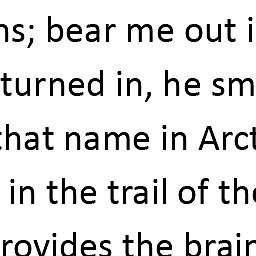 ns; bear me out i
turned in, he sm
that name in Arct
in the trail of the
rovides the brain